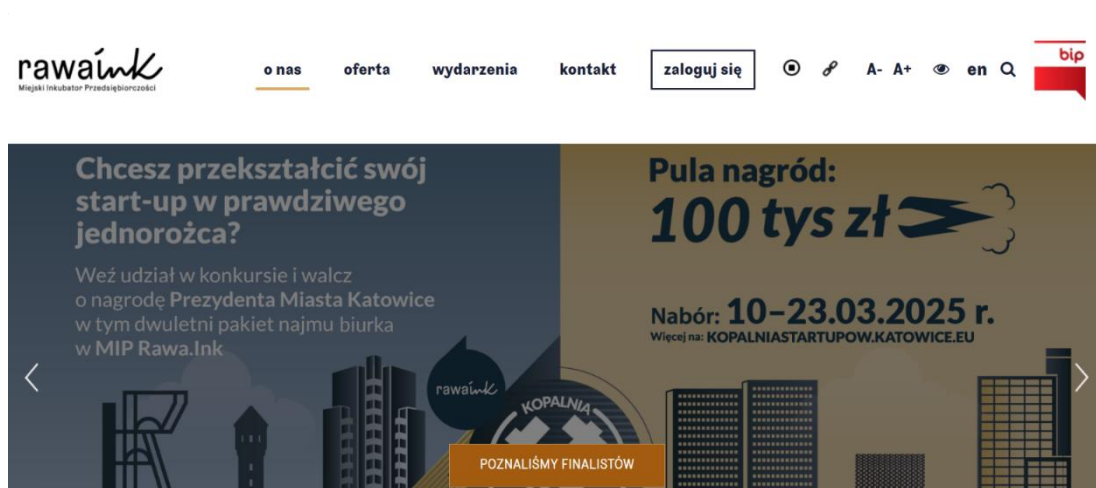 rawaink
Miejski Inkubator Przedsiębiorczości
o nas
oferta
wydarzenia
kontakt
zaloguj się
A- A+
en
bip
Chcesz przekształcić swój
start-up w prawdziwego
jednorożca?
Weź udział w konkursie i walcz
o nagrodę Prezydenta Miasta Katowice
w tym dwuletni pakiet najmu biurka
w MIP Rawa.Ink
Pula nagród:
100 tys zł
Nabór: 10–23.03.2025 r.
Więcej na: KOPALNIASTARTUPOW.KATOWICE.EU
rawaink
KOPALNIA
POZNALIŚMY FINALISTÓW